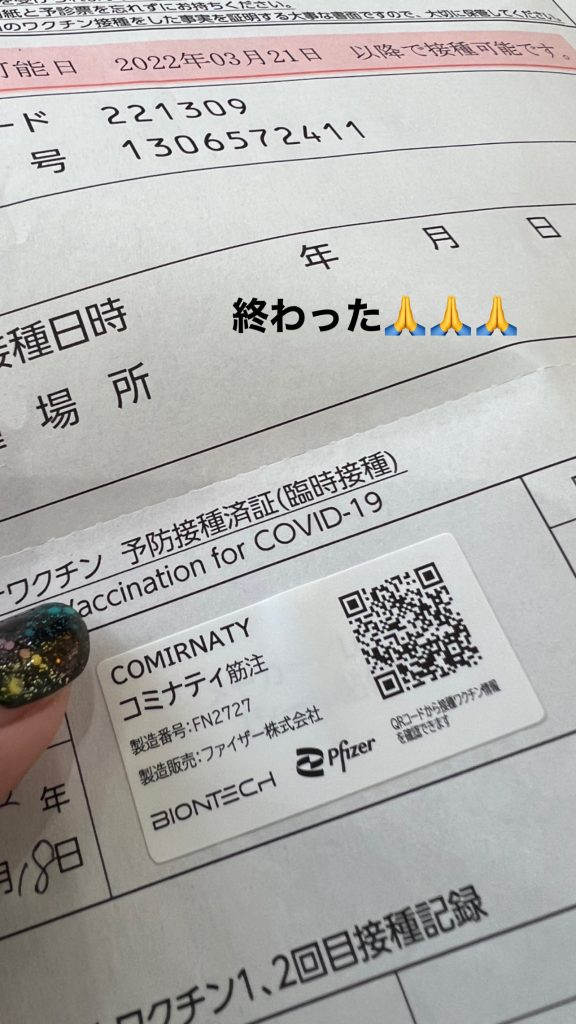 用紙と予診票を忘れずにお持ちください。
のワクチン接種をした事実を証明する大事な書面ですので、大切に保管してください。
可能日 2022年03月21日 以降で接種可能です。
ード 221309
号 1306572411
年 月 日
接種日時
終わった🙏🙏🙏
場所
ワクチン 予防接種済証(臨時接種)
Vaccination for COVID-19
COMIRNATY
コミナティ筋注
製造番号:FN2727
製造販売:ファイザー株式会社
BIONTECH Pfizer
QRコードから接種ワクチン情報
を確認できます
年
月18日
ワクチン1、2回目接種記録